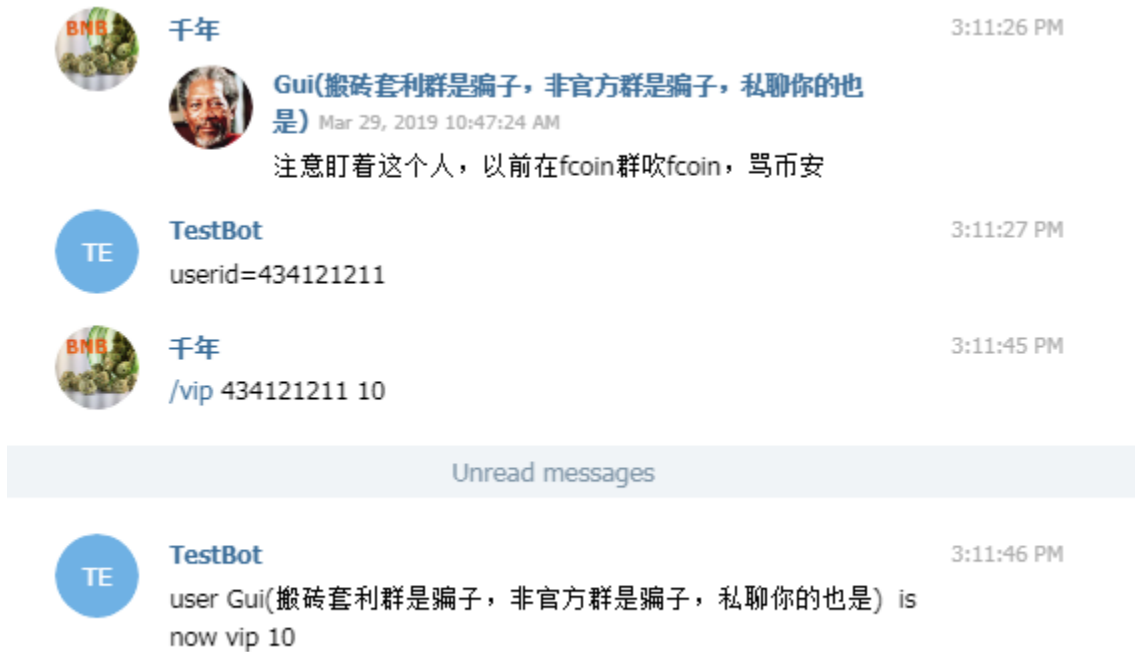 BNB
千年
3:11:26 PM
Gui(搬砖套利群是骗子，非官方群是骗子，私聊你的也
是) Mar 29, 2019 10:47:24 AM
注意盯着这个人，以前在fcoin群吹fcoin，骂币安
TE
TestBot
3:11:27 PM
userid=434121211
BNB
千年
3:11:45 PM
/vip 434121211 10
Unread messages
TE
TestBot
3:11:46 PM
user Gui(搬砖套利群是骗子，非官方群是骗子，私聊你的也是) is
now vip 10